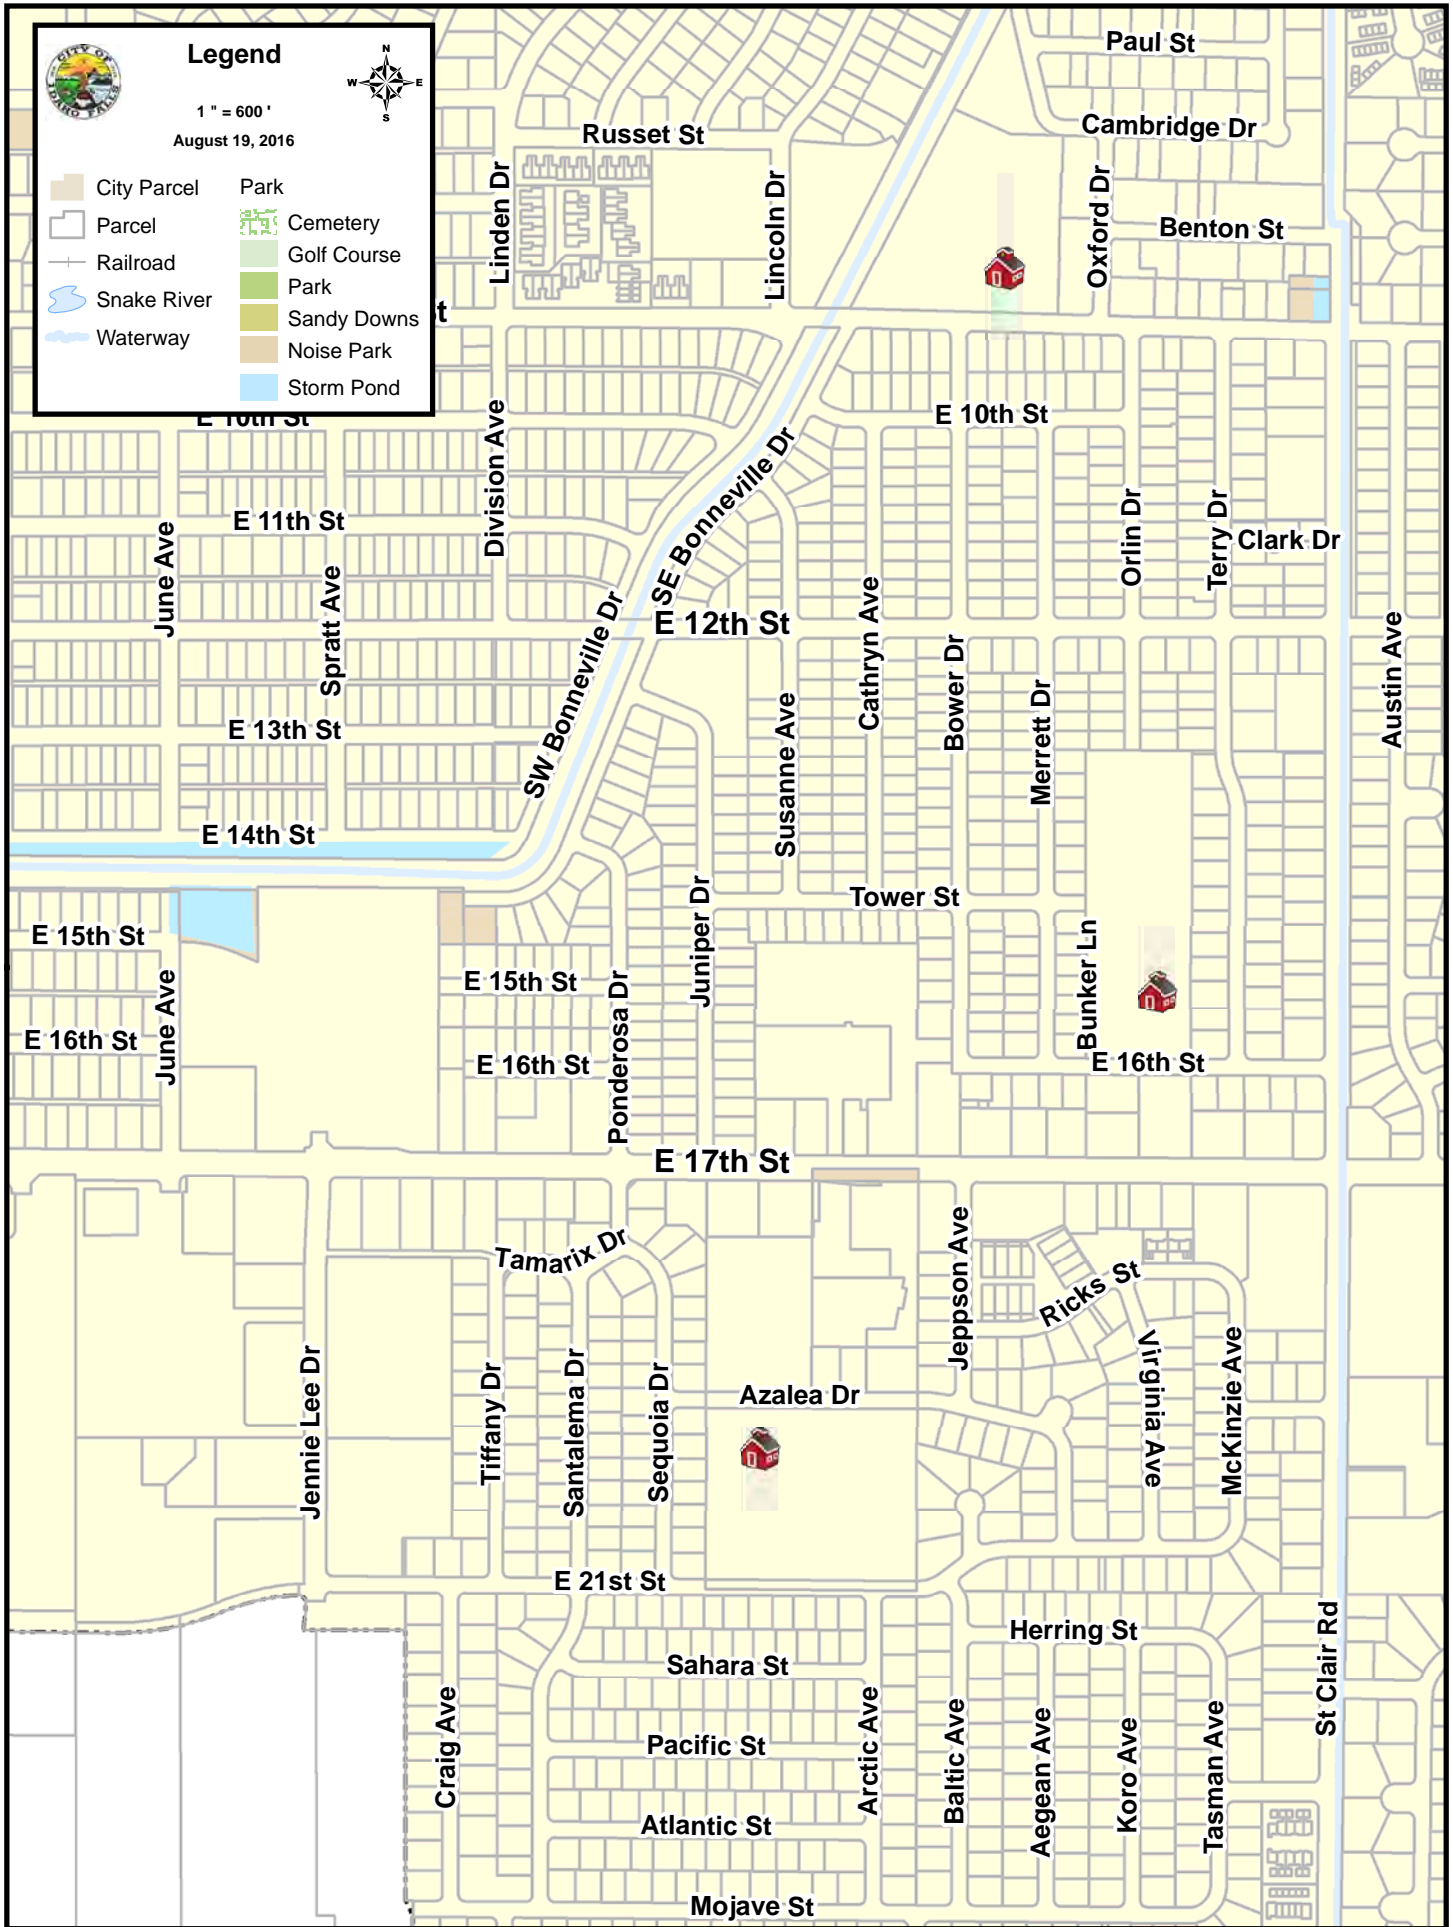 Legend
CITY OF
IDAHO FALLS
N
W E
S
1 " = 600 '
August 19, 2016
City Parcel
Parcel
Railroad
Snake River
Waterway
Park
Cemetery
Golf Course
Park
Sandy Downs
Noise Park
Storm Pond
Paul St
Cambridge Dr
Russet St
Linden Dr
Lincoln Dr
Oxford Dr
Benton St
St
E 10th St
E 10th St
Division Ave
SE Bonneville Dr
E 11th St
June Ave
Spratt Ave
Orlin Dr
Terry Dr
Clark Dr
E 12th St
SW Bonneville Dr
Cathryn Ave
Bower Dr
Austin Ave
E 13th St
Susanne Ave
Merrett Dr
E 14th St
Tower St
E 15th St
Juniper Dr
Bunker Ln
E 15th St
June Ave
Ponderosa Dr
E 16th St
E 16th St
E 16th St
E 17th St
Tamarix Dr
Jeppson Ave
Ricks St
Jennie Lee Dr
Tiffany Dr
Santalema Dr
Sequoia Dr
Azalea Dr
Virginia Ave
McKinzie Ave
E 21st St
Herring St
St Clair Rd
Sahara St
Craig Ave
Pacific St
Arctic Ave
Baltic Ave
Aegean Ave
Koro Ave
Tasman Ave
Atlantic St
Mojave St